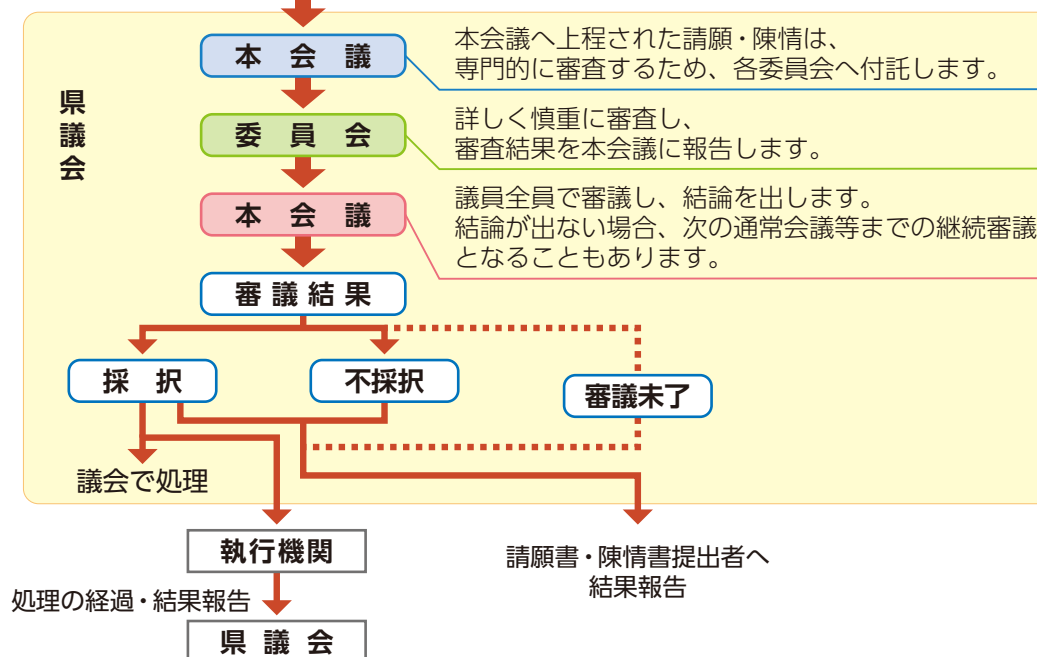 県議会
本会議
本会議へ上程された請願・陳情は、
専門的に審査するため、各委員会へ付託します。
委員会
詳しく慎重に審査し、
審査結果を本会議に報告します。
本会議
議員全員で審議し、結論を出します。
結論が出ない場合、次の通常会議等までの継続審議
となることもあります。
審議結果
採択
不採択
審議未了
議会で処理
執行機関
請願書・陳情書提出者へ
結果報告
処理の経過・結果報告
県議会